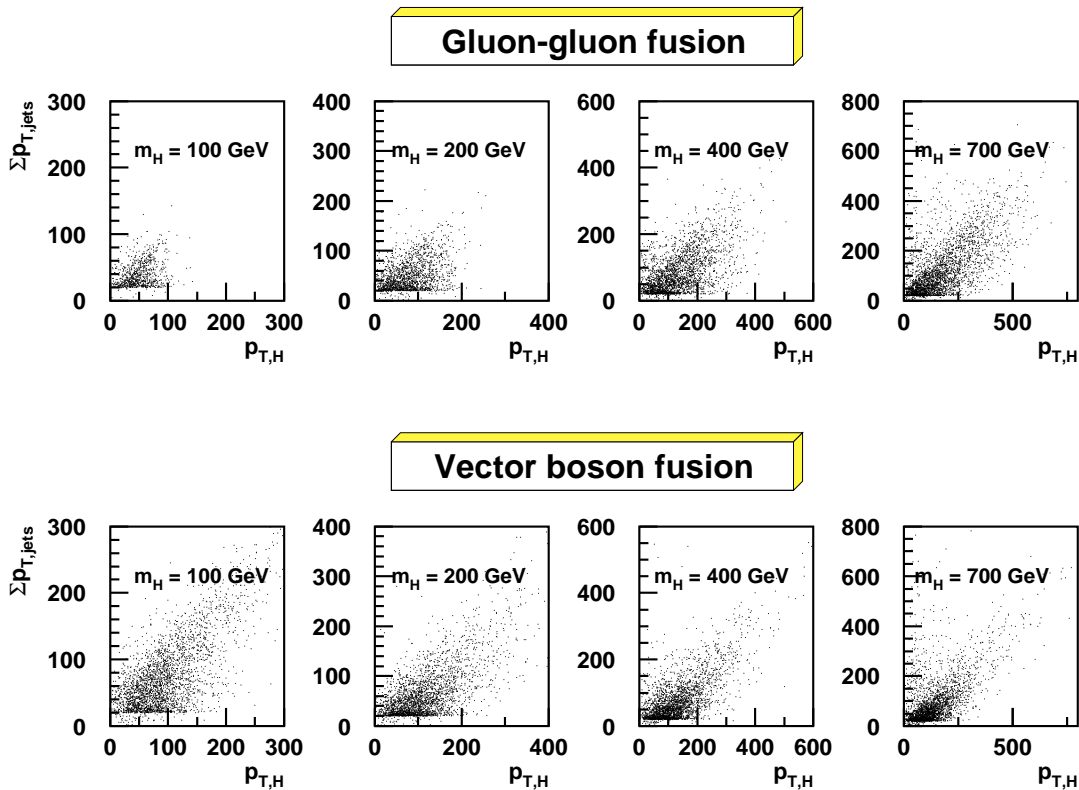 Gluon-gluon fusion
Σp_T,jets
300
200
100
0
m_H = 100 GeV
0 100 200 300
p_T,H
400
300
200
100
0
m_H = 200 GeV
0 200 400
p_T,H
600
400
200
0
m_H = 400 GeV
0 200 400 600
p_T,H
800
600
400
200
0
m_H = 700 GeV
0 500
p_T,H
Vector boson fusion
Σp_T,jets
300
200
100
0
m_H = 100 GeV
0 100 200 300
p_T,H
400
300
200
100
0
m_H = 200 GeV
0 200 400
p_T,H
600
400
200
0
m_H = 400 GeV
0 200 400 600
p_T,H
800
600
400
200
0
m_H = 700 GeV
0 500
p_T,H